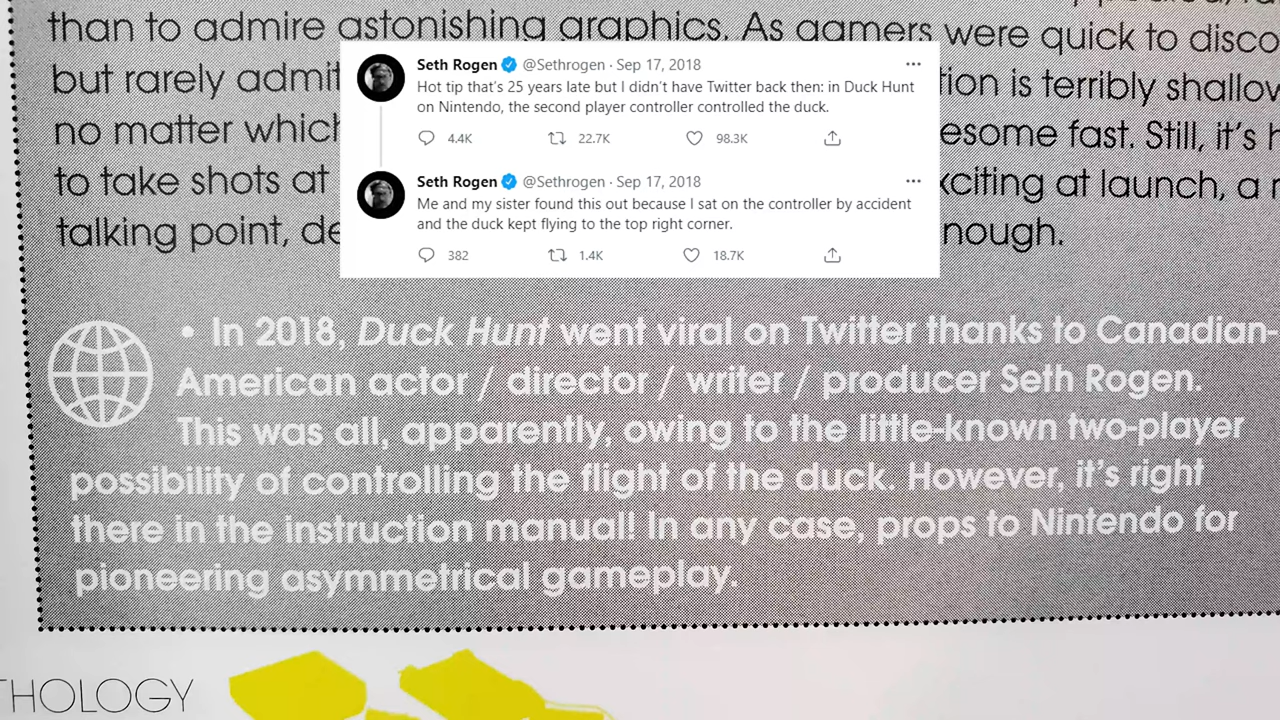 than to admire astonishing graphics. As gamers were quick to disco
but rarely admit
tion is terribly shallow
no matter which
esome fast. Still, it's h
to take shots at
xciting at launch, a
talking point, de
nough.
Seth Rogen @Sethrogen · Sep 17, 2018
Hot tip that's 25 years late but I didn't have Twitter back then: in Duck Hunt
on Nintendo, the second player controller controlled the duck.
4.4K 22.7K 98.3K
Seth Rogen @Sethrogen · Sep 17, 2018
Me and my sister found this out because I sat on the controller by accident
and the duck kept flying to the top right corner.
382 1.4K 18.7K
• In 2018, Duck Hunt went viral on Twitter thanks to Canadian-
American actor / director / writer / producer Seth Rogen.
This was all, apparently, owing to the little-known two-player
possibility of controlling the flight of the duck. However, it's right
there in the instruction manual! In any case, props to Nintendo for
pioneering asymmetrical gameplay
THOLOGY